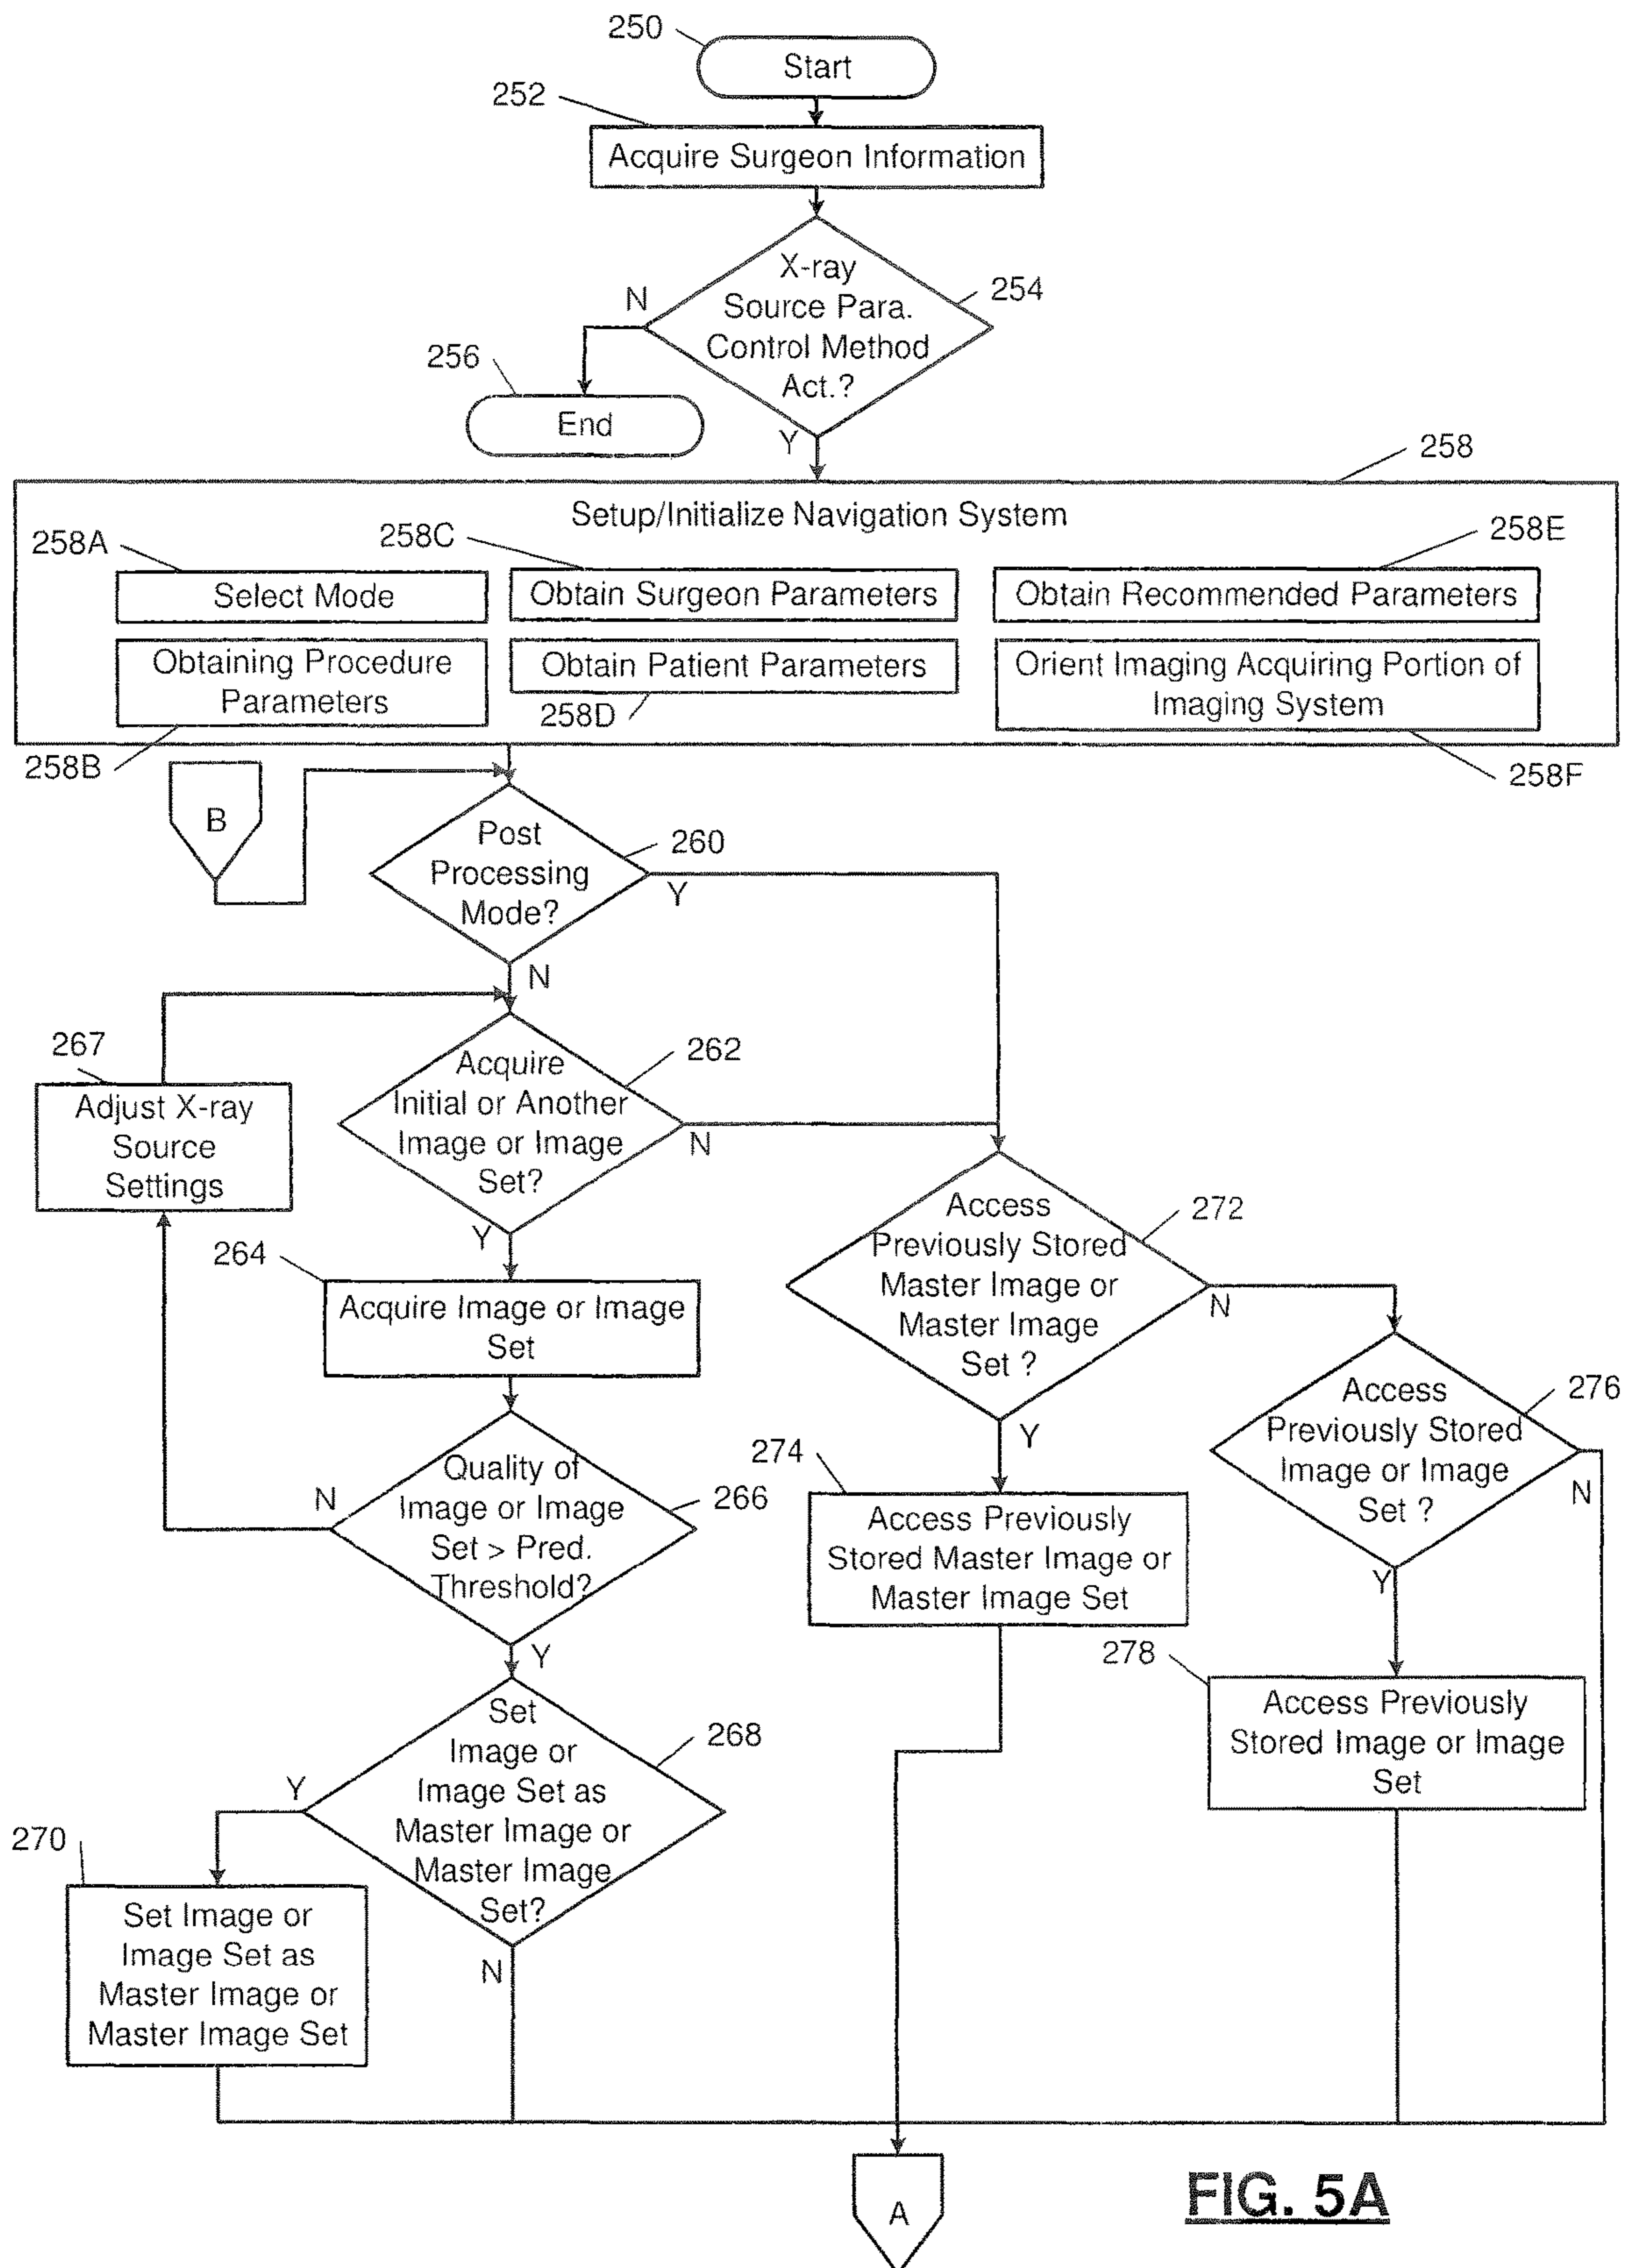 250
Start
252
Acquire Surgeon Information
X-ray
Source Para.
Control Method
Act.?
254
N
256
End
Y
258
Setup/Initialize Navigation System
258A
Select Mode
258C
Obtain Surgeon Parameters
258E
Obtain Recommended Parameters
Obtaining Procedure
Parameters
258B
Obtain Patient Parameters
258D
Orient Imaging Acquiring Portion of
Imaging System
258F
B
Post
Processing
Mode?
260
Y
N
267
Adjust X-ray
Source
Settings
Acquire
Initial or Another
Image or Image
Set?
262
N
Y
264
Acquire Image or Image
Set
Quality of
Image or Image
Set > Pred.
Threshold?
266
N
Y
Set
Image or
Image Set as
Master Image or
Master Image
Set?
268
Y
N
270
Set Image or
Image Set as
Master Image or
Master Image Set
Access
Previously Stored
Master Image or
Master Image
Set ?
272
N
Y
274
Access Previously
Stored Master Image or
Master Image Set
Access
Previously Stored
Image or Image
Set ?
276
N
Y
278
Access Previously
Stored Image or Image
Set
A
FIG. 5A